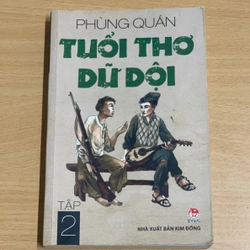 PHÙNG QUÁN
TUỔI THƠ
DỮ DỘI
TẬP
2
NHÀ XUẤT BẢN KIM ĐỒNG